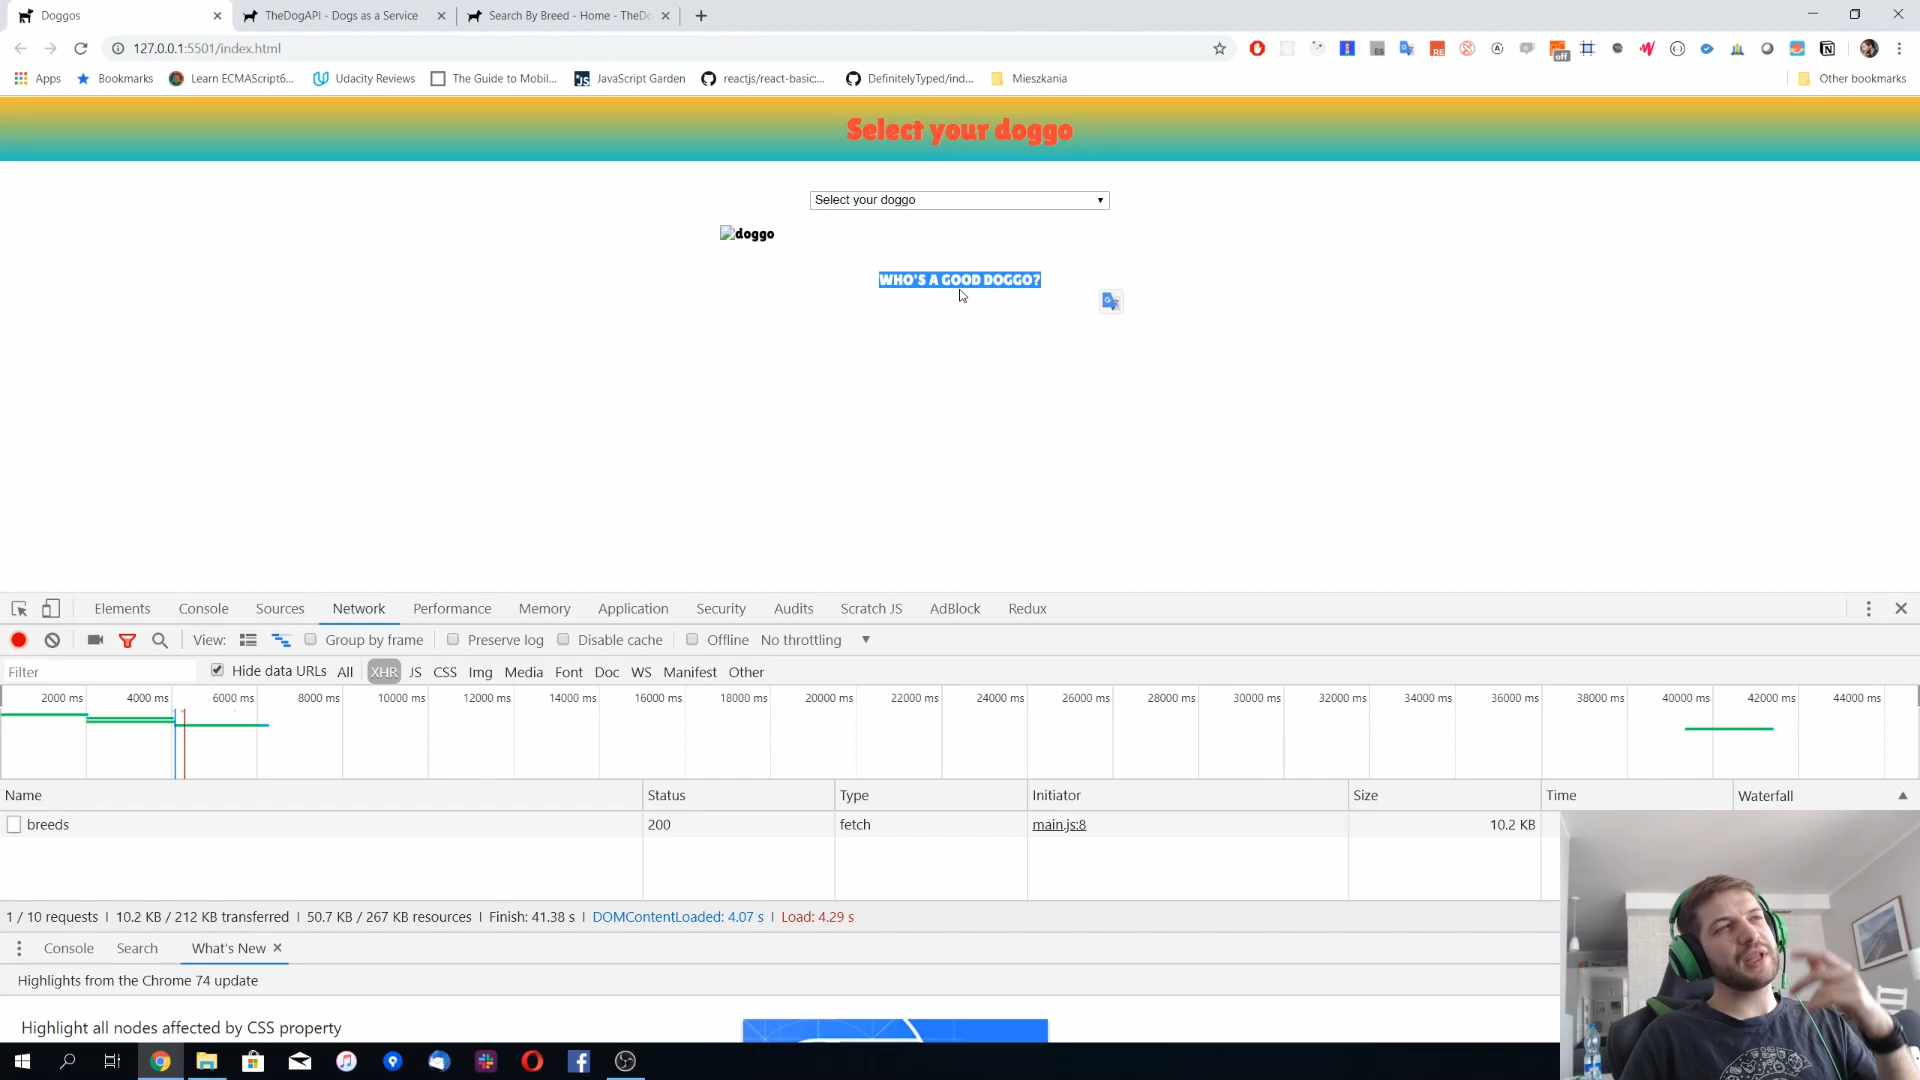 Doggos
TheDogAPI - Dogs as a Service
Search By Breed - Home - TheDo
127.0.0.1:5501/index.html
off
Apps
Bookmarks
Learn ECMAScript6...
Udacity Reviews
The Guide to Mobil...
JavaScript Garden
reactjs/react-basic:...
DefinitelyTyped/ind...
Mieszkania
Other bookmarks
Select your doggo
Select your doggo
doggo
WHO'S A GOOD DOGGO?
Elements Console Sources Network Performance Memory Application Security Audits Scratch JS AdBlock Redux
View: Group by frame Preserve log Disable cache Offline No throttling
Filter Hide data URLs All XHR JS CSS Img Media Font Doc WS Manifest Other
2000 ms 4000 ms 6000 ms 8000 ms 10000 ms 12000 ms 14000 ms 16000 ms 18000 ms 20000 ms 22000 ms 24000 ms 26000 ms 28000 ms 30000 ms 32000 ms 34000 ms 36000 ms 38000 ms 40000 ms 42000 ms 44000 ms
Name Status Type Initiator Size Time Waterfall
breeds 200 fetch main.js:8 10.2 KB
1 / 10 requests | 10.2 KB / 212 KB transferred | 50.7 KB / 267 KB resources | Finish: 41.38 s | DOMContentLoaded: 4.07 s | Load: 4.29 s
Console Search What's New
Highlights from the Chrome 74 update
Highlight all nodes affected by CSS property